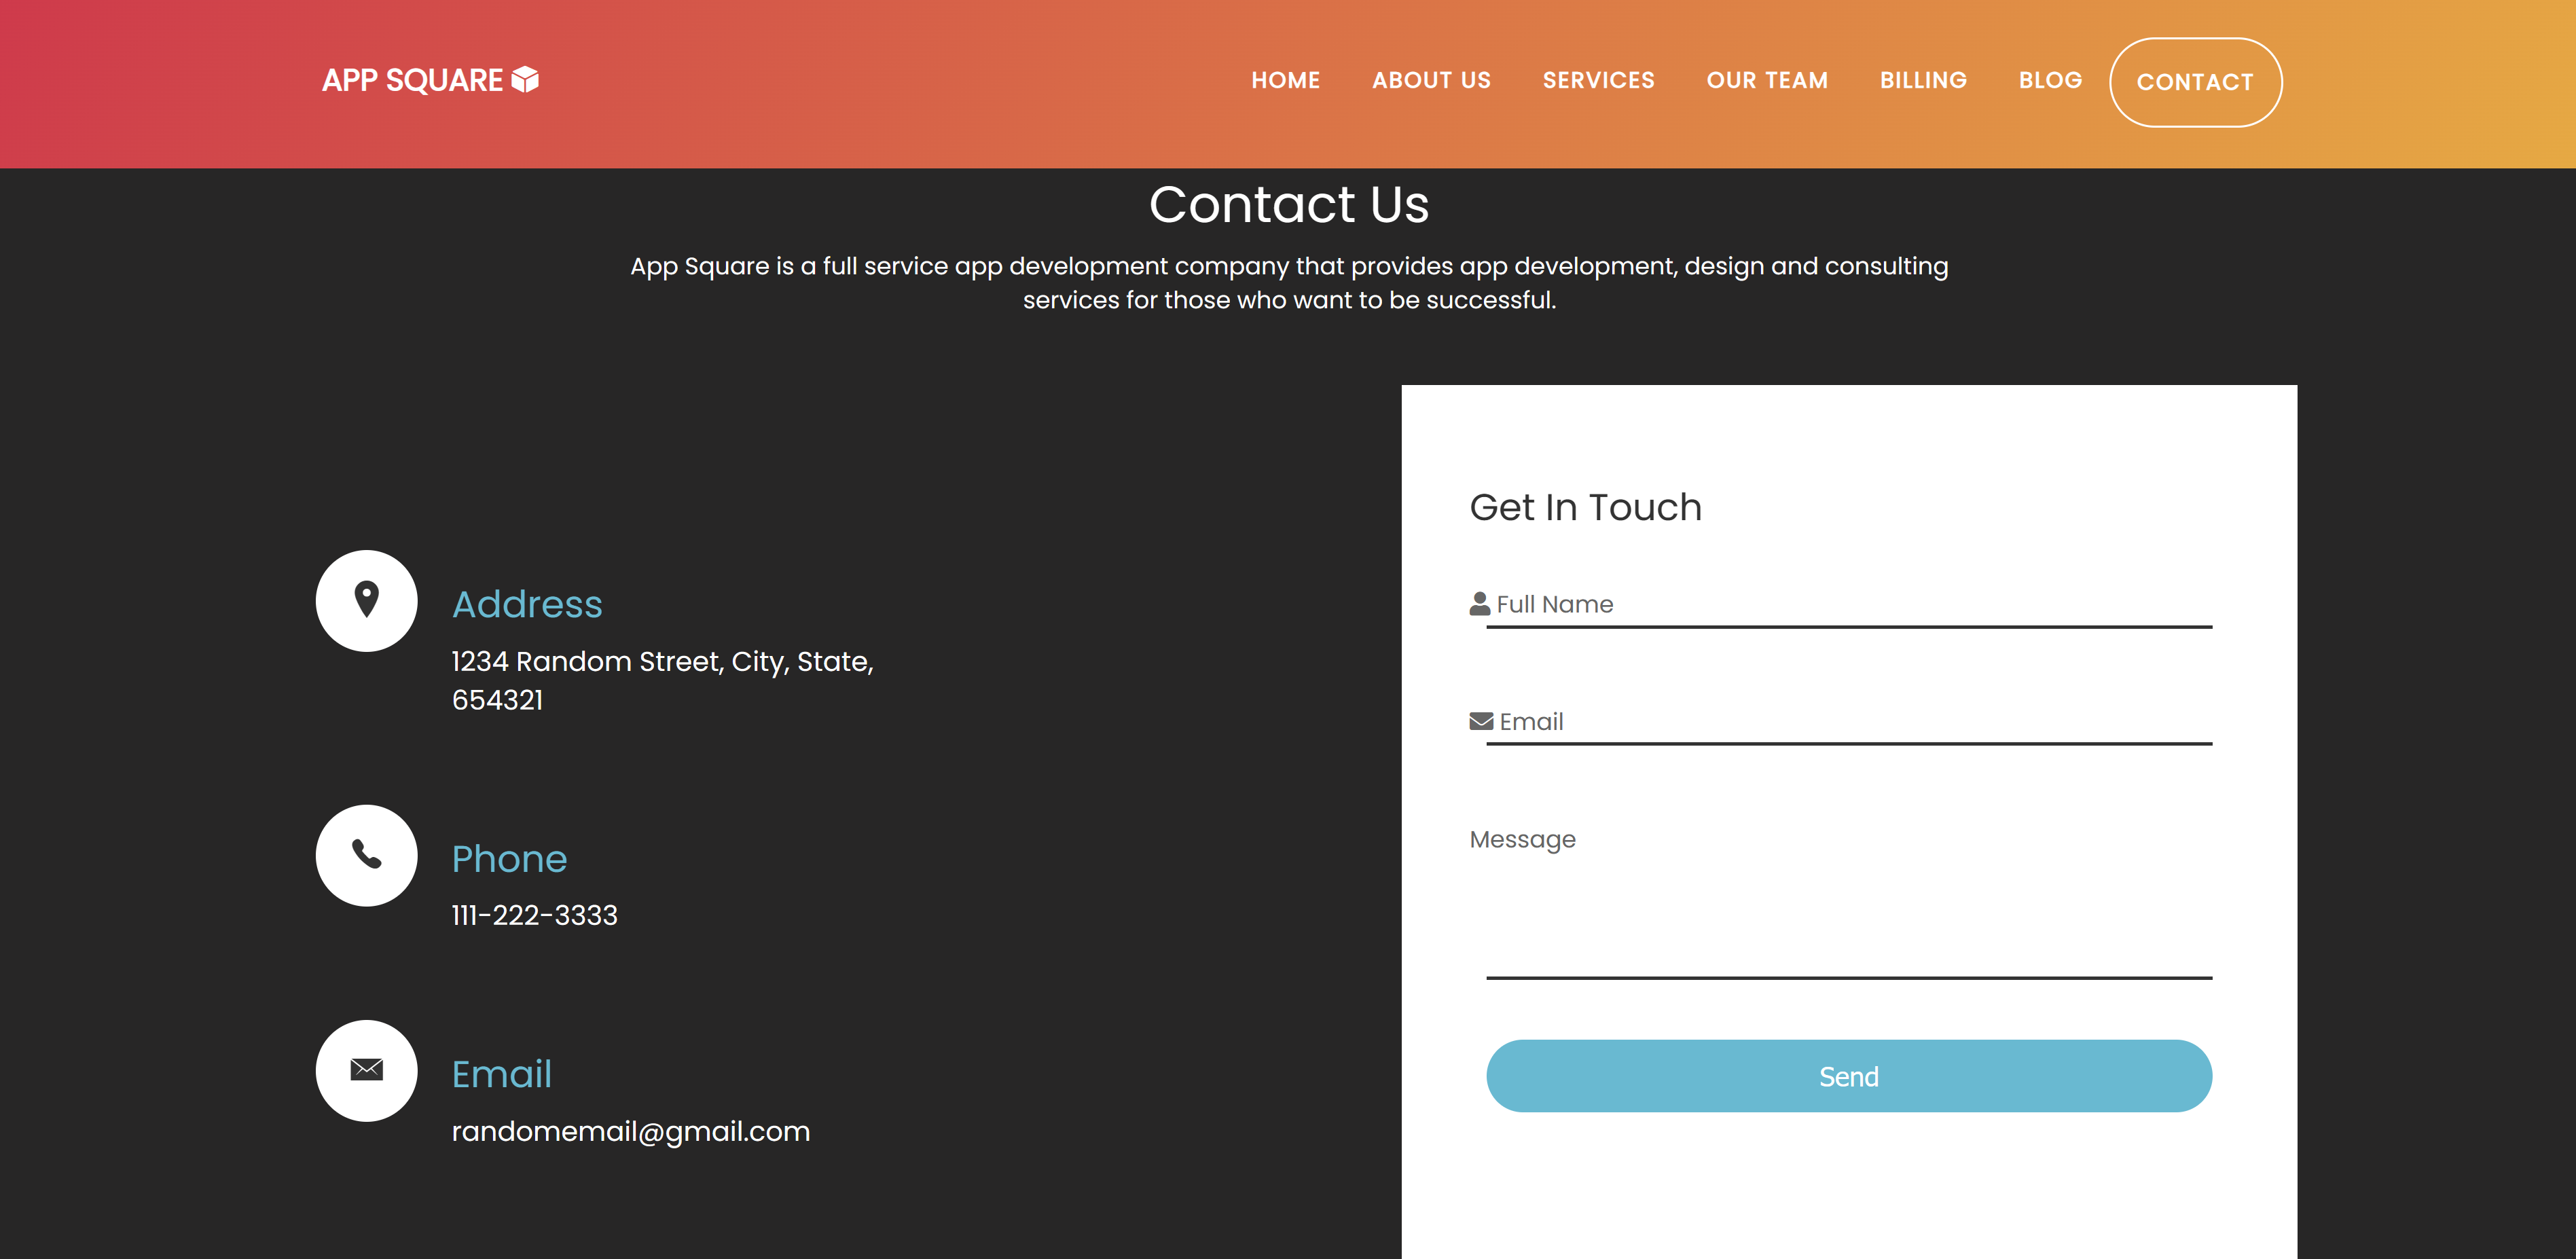 APP SQUARE
HOME ABOUT US SERVICES OUR TEAM BILLING BLOG CONTACT
Contact Us
App Square is a full service app development company that provides app development, design and consulting
services for those who want to be successful.
Address
1234 Random Street, City, State,
654321
Phone
111-222-3333
Email
randomemail@gmail.com
Get In Touch
Full Name
Email
Message
Send